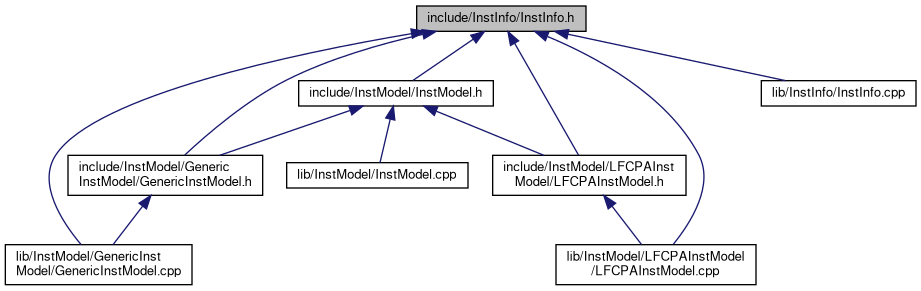 include/InstInfo/InstInfo.h
include/InstModel/InstModel.h
lib/InstInfo/InstInfo.cpp
include/InstModel/Generic
InstModel/GenericInstModel.h
lib/InstModel/InstModel.cpp
include/InstModel/LFCPAInst
Model/LFCPAInstModel.h
lib/InstModel/GenericInst
Model/GenericInstModel.cpp
lib/InstModel/LFCPAInstModel
/LFCPAInstModel.cpp